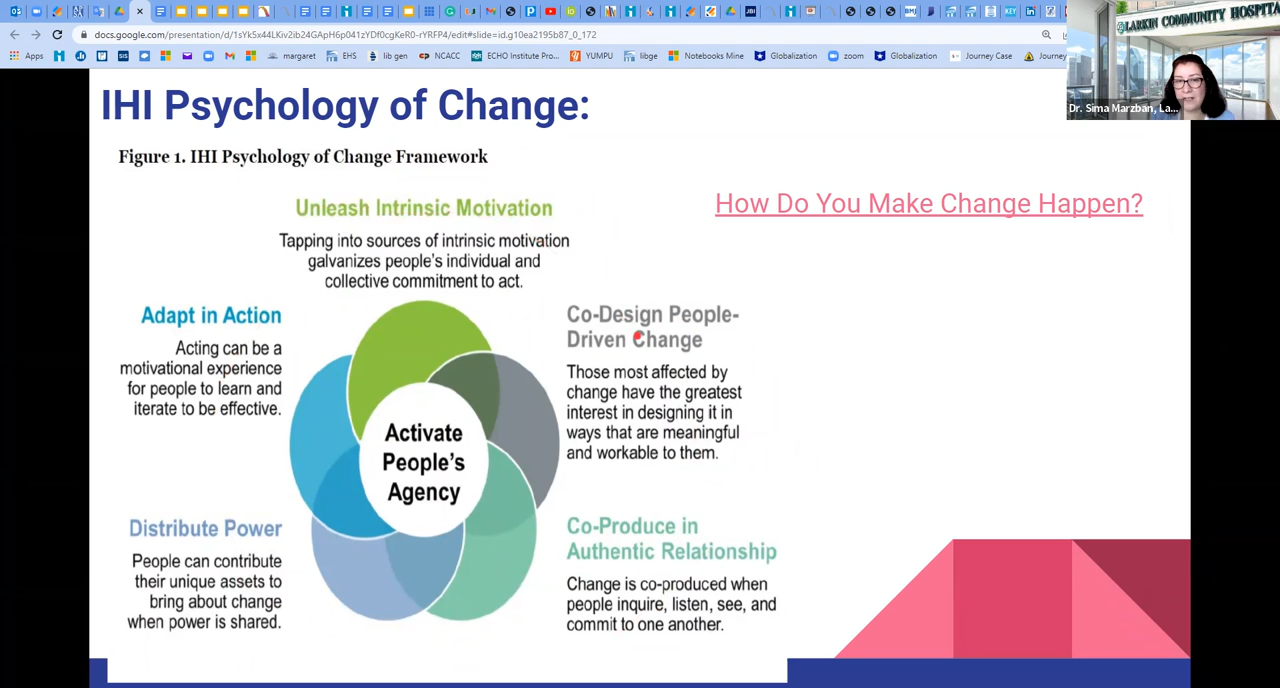 docs.google.com/presentation/d/1sYk5x44LKiv2ib24GApH6p041zYDf0cgKeR0-r1KFP4/edit#slide=id.g10ea2195b87_0_172
Apps
SIS
margaret
EHS
lib gen
NCACC
ECHO Institute Pro...
YUMPU
libge
Notebooks Mine
Globalization
zoom
Globalization
Journey Case
Journey
LARKIN COMMUNITY HOSPITA
Dr. Sima Marzban, La...
IHI Psychology of Change:
Figure 1. IHI Psychology of Change Framework
How Do You Make Change Happen?
Unleash Intrinsic Motivation
Tapping into sources of intrinsic motivation
galvanizes people's individual and
collective commitment to act.
Adapt in Action
Acting can be a
motivational experience
for people to learn and
iterate to be effective.
Co-Design People-
Driven Change
Those most affected by
change have the greatest
interest in designing it in
ways that are meaningful
and workable to them.
Activate
People's
Agency
Distribute Power
People can contribute
their unique assets to
bring about change
when power is shared.
Co-Produce in
Authentic Relationship
Change is co-produced when
people inquire, listen, see, and
commit to one another.